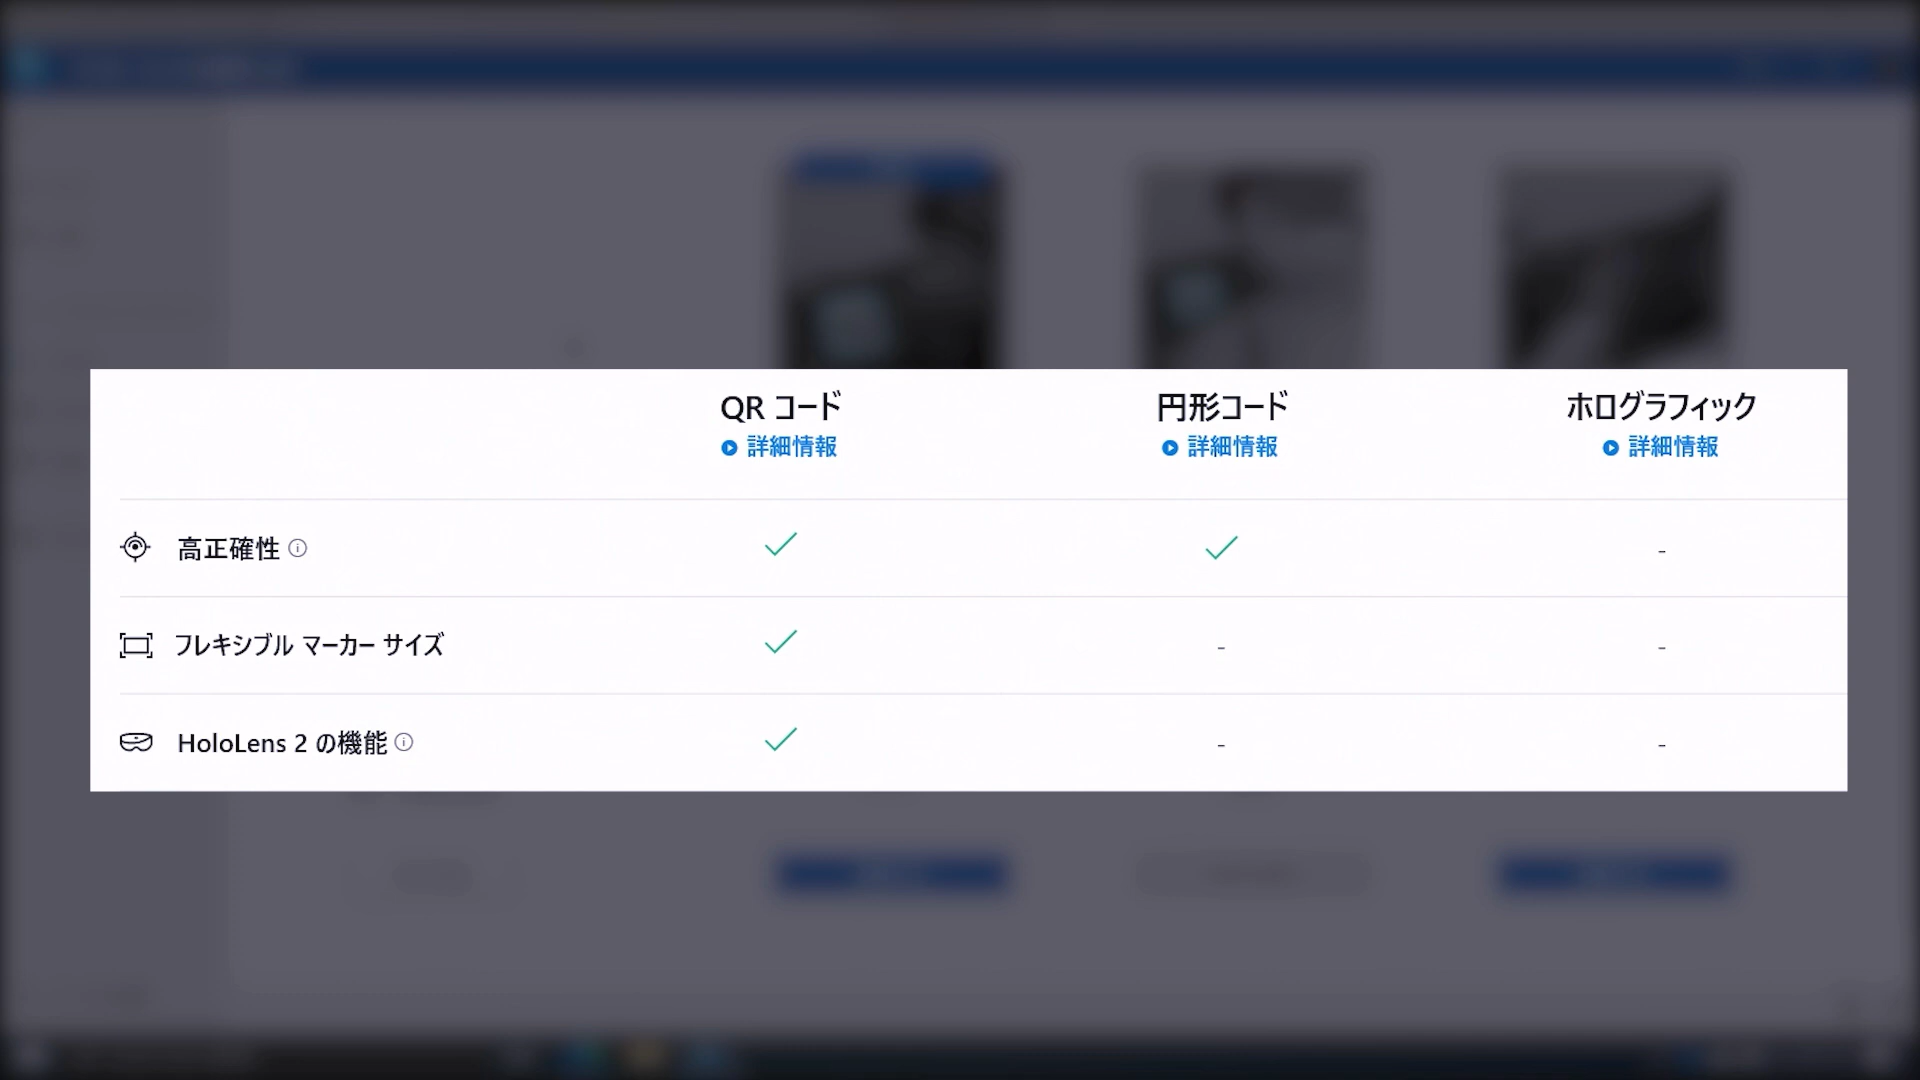 QR コード
円形コード
ホログラフィック
詳細情報
詳細情報
詳細情報
高正確性
-
フレキシブル マーカー サイズ
-
-
HoloLens 2 の機能
-
-